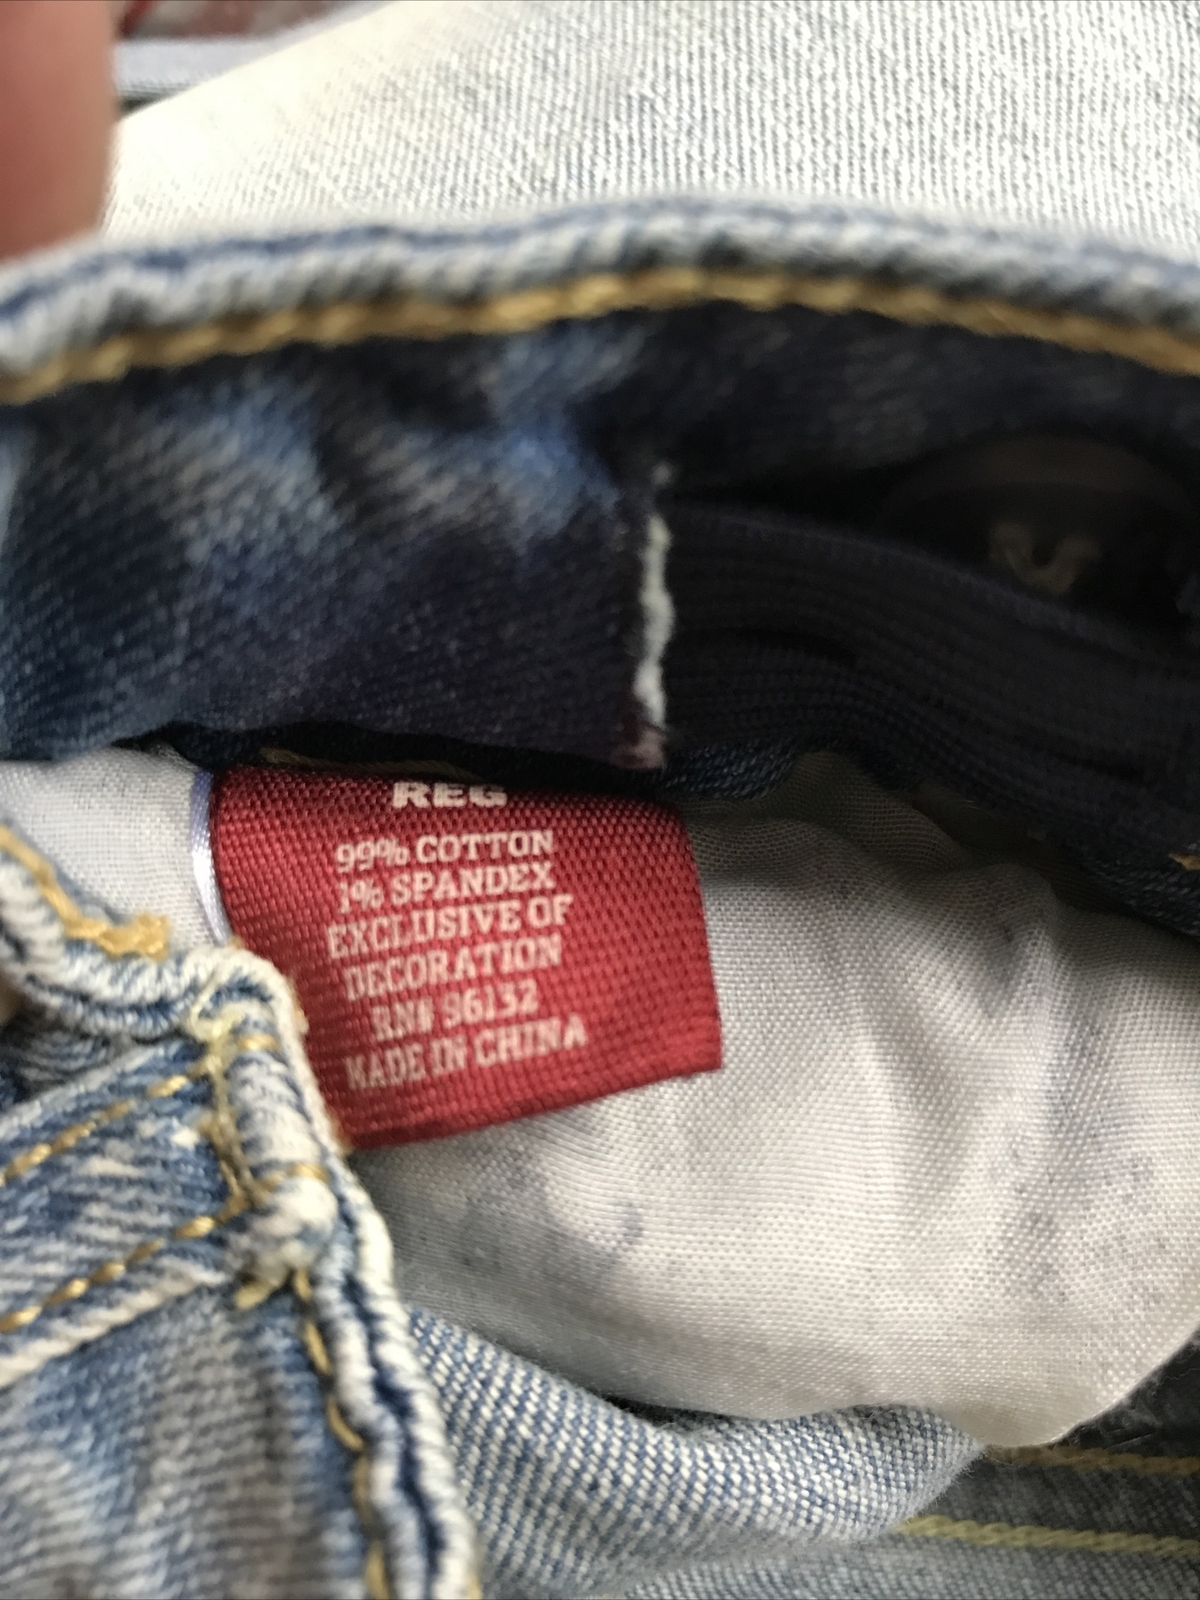 REG
99% COTTON
1% SPANDEX
EXCLUSIVE OF
DECORATION
RN# 96132
MADE IN CHINA